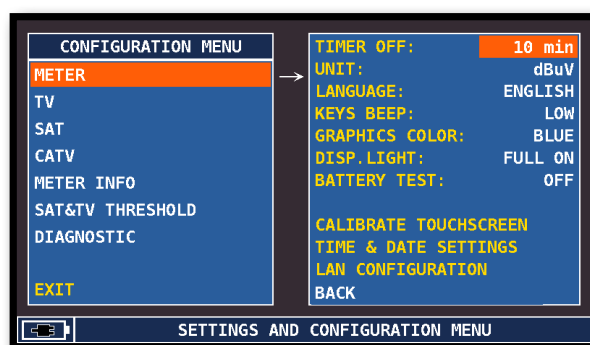 CONFIGURATION MENU
METER
TV
SAT
CATV
METER INFO
SAT&TV THRESHOLD
DIAGNOSTIC
EXIT
TIMER OFF: 10 min
UNIT: dBuV
LANGUAGE: ENGLISH
KEYS BEEP: LOW
GRAPHICS COLOR: BLUE
DISP.LIGHT: FULL ON
BATTERY TEST: OFF
CALIBRATE TOUCHSCREEN
TIME & DATE SETTINGS
LAN CONFIGURATION
BACK
SETTINGS AND CONFIGURATION MENU